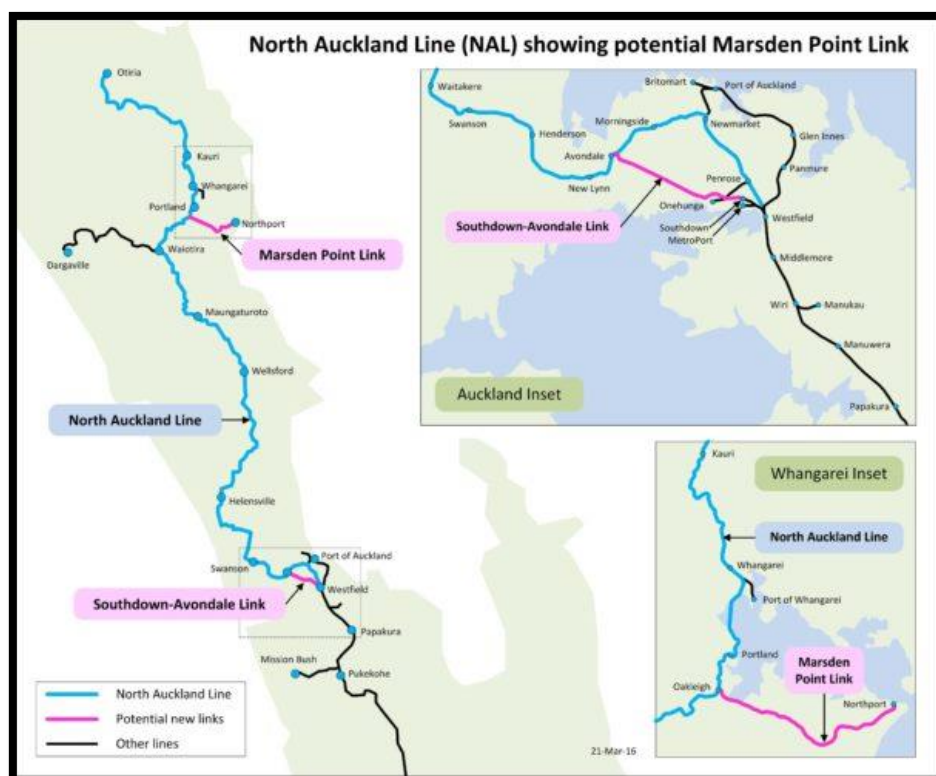 North Auckland Line (NAL) showing potential Marsden Point Link
Otiria
Kauri
Whangarei
Portland
Northport
Marsden Point Link
Dargaville
Waiotira
Maungaturoto
Wellsford
North Auckland Line
Helensville
Swanson
Port of Auckland
Westfield
Southdown-Avondale Link
Papakura
Mission Bush
Pukekohe
North Auckland Line
Potential new links
Other lines
21-Mar-16
Waitakere
Swanson
Henderson
Morningside
Avondale
New Lynn
Britomart
Port of Auckland
Newmarket
Glen Innes
Panmure
Penrose
Onehunga
Southdown
MetroPort
Westfield
Southdown-Avondale Link
Middlemore
Wiri
Manukau
Manuwera
Papakura
Auckland Inset
Kauri
Whangarei Inset
North Auckland Line
Whangarei
Port of Whangarei
Portland
Marsden
Point Link
Oakleigh
Northport